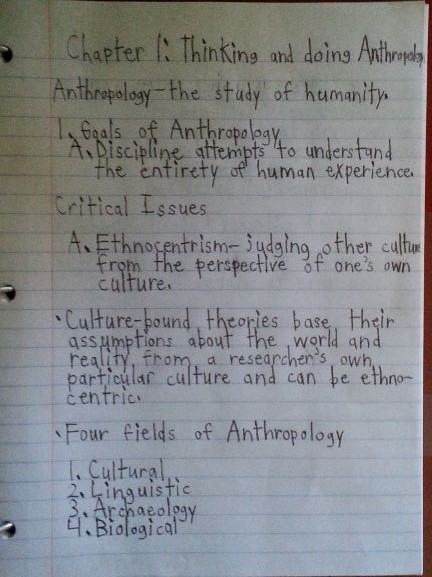 Chapter 1: Thinking and doing Anthropology
Anthropology-the study of humanity.
1. Goals of Anthropology
A. Discipline attempts to understand
the entirety of human experience.
Critical Issues
A. Ethnocentrism- judging other culture
from the perspective of one's own
culture.
·Culture-bound theories base their
assumptions about the world and
reality from a researcher's own
particular culture and can be ethno-
centric.
·Four fields of Anthropology
1. Cultural
2. Linguistic
3. Archaeology
4. Biological